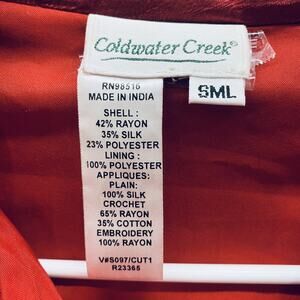 Coldwater Creek®
SML
RN98516
MADE IN INDIA
SHELL :
42% RAYON
35% SILK
23% POLYESTER
LINING :
100% POLYESTER
APPLIQUES:
PLAIN:
100% SILK
CROCHET
65% RAYON
35% COTTON
EMBROIDERY
100% RAYON
V#S097/CUT1
R23365